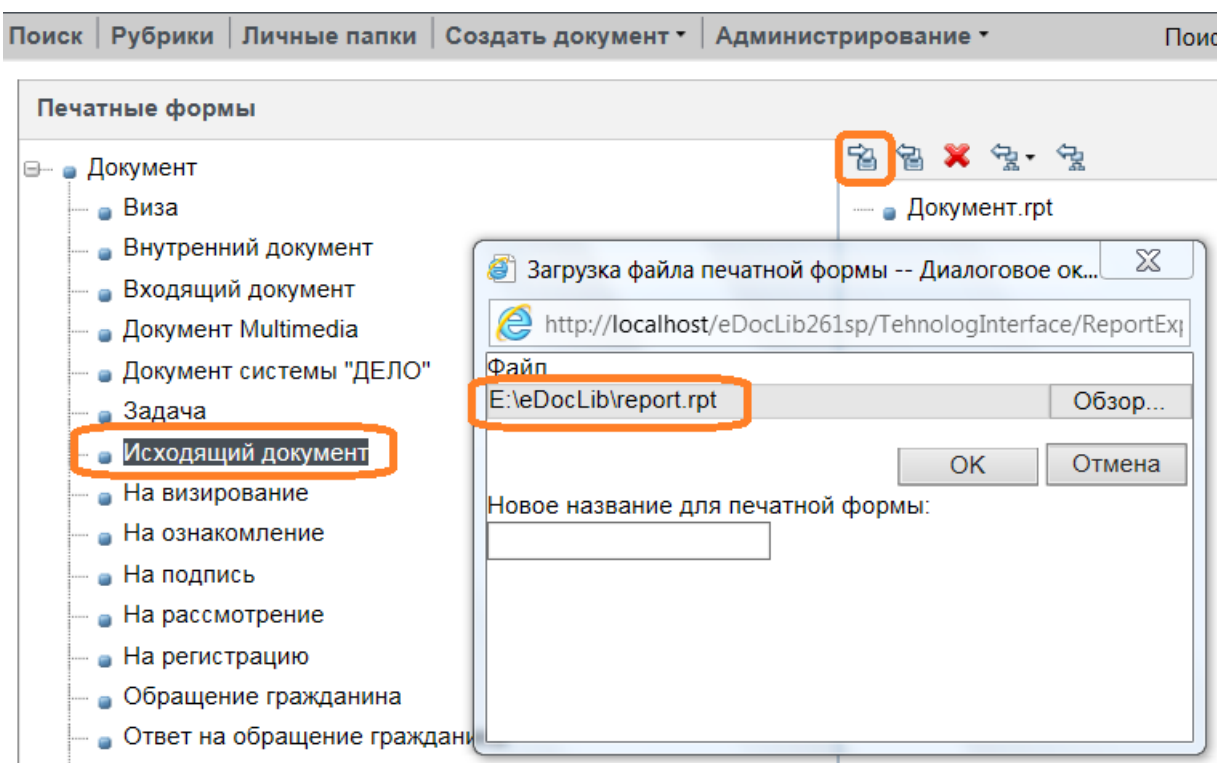 Поиск Рубрики Личные папки Создать документ Администрирование
Печатные формы
Документ
Виза
Внутренний документ
Входящий документ
Документ Multimedia
Документ системы "ДЕЛО"
Задача
Исходящий документ
На визирование
На ознакомление
На подпись
На рассмотрение
На регистрацию
Обращение гражданина
Ответ на обращение
Документ.rpt
Загрузка файла печатной формы -- Диалоговое ок...
http://localhost/eDocLib261sp/TehnologInterface/ReportExp
Файл
E:\eDocLib\report.rpt Обзор...
OK Отмена
Новое название для печатной формы: